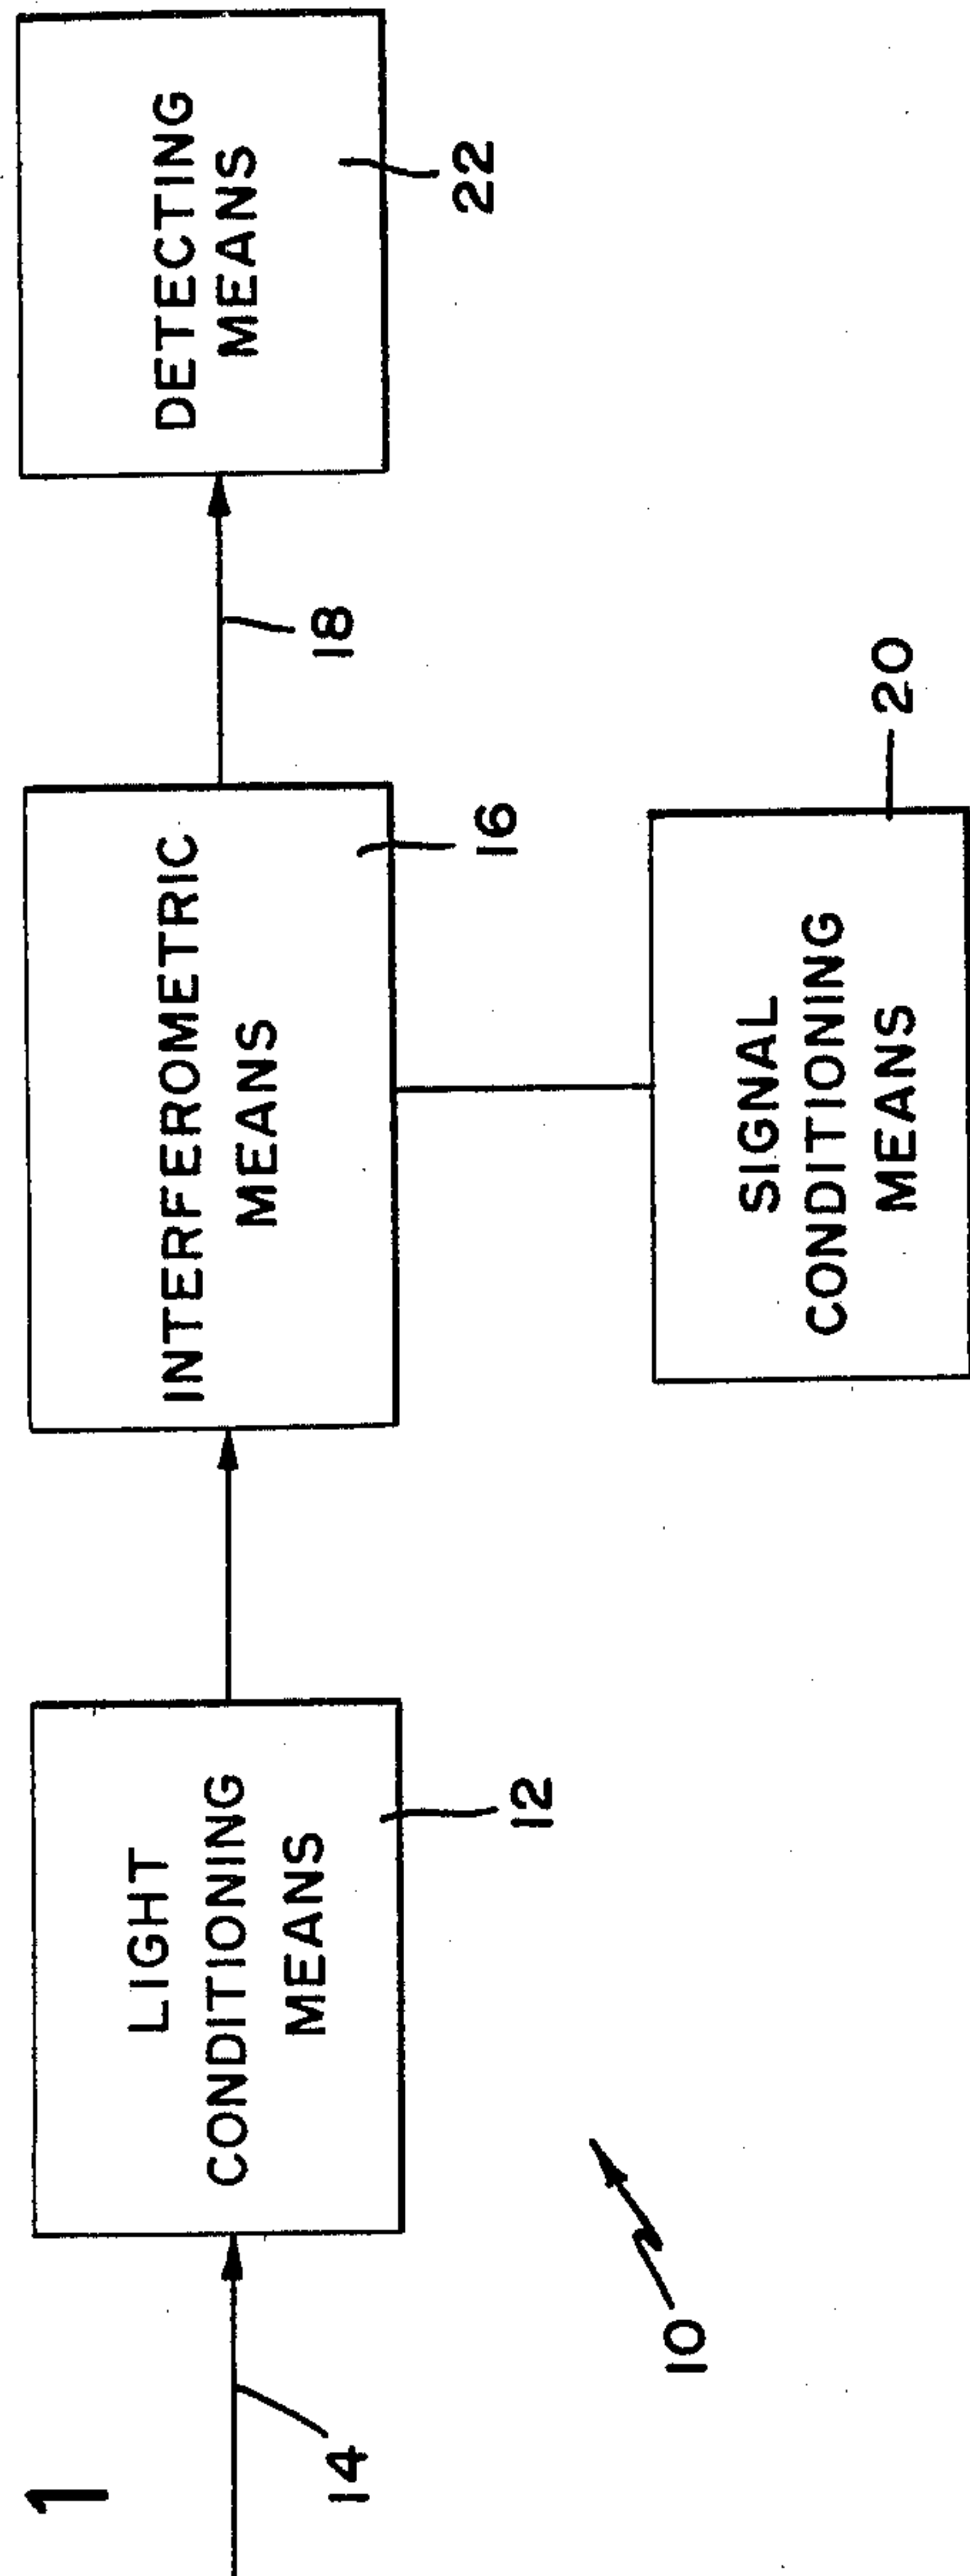 1
14
LIGHT
CONDITIONING
MEANS
12
10
INTERFEROMETRIC
MEANS
16
18
SIGNAL
CONDITIONING
MEANS
20
DETECTING
MEANS
22